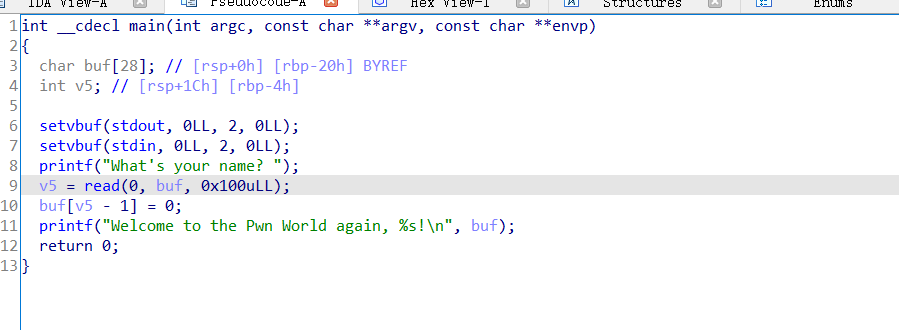 IDA View-A Pseudocode-A Hex View-1 Structures Enums
1 int __cdecl main(int argc, const char **argv, const char **envp)
2 {
3 char buf[28]; // [rsp+0h] [rbp-20h] BYREF
4 int v5; // [rsp+1Ch] [rbp-4h]
5
6 setvbuf(stdout, 0LL, 2, 0LL);
7 setvbuf(stdin, 0LL, 2, 0LL);
8 printf("What's your name? ");
9 v5 = read(0, buf, 0x100uLL);
10 buf[v5 - 1] = 0;
11 printf("Welcome to the Pwn World again, %s!\n", buf);
12 return 0;
13 }